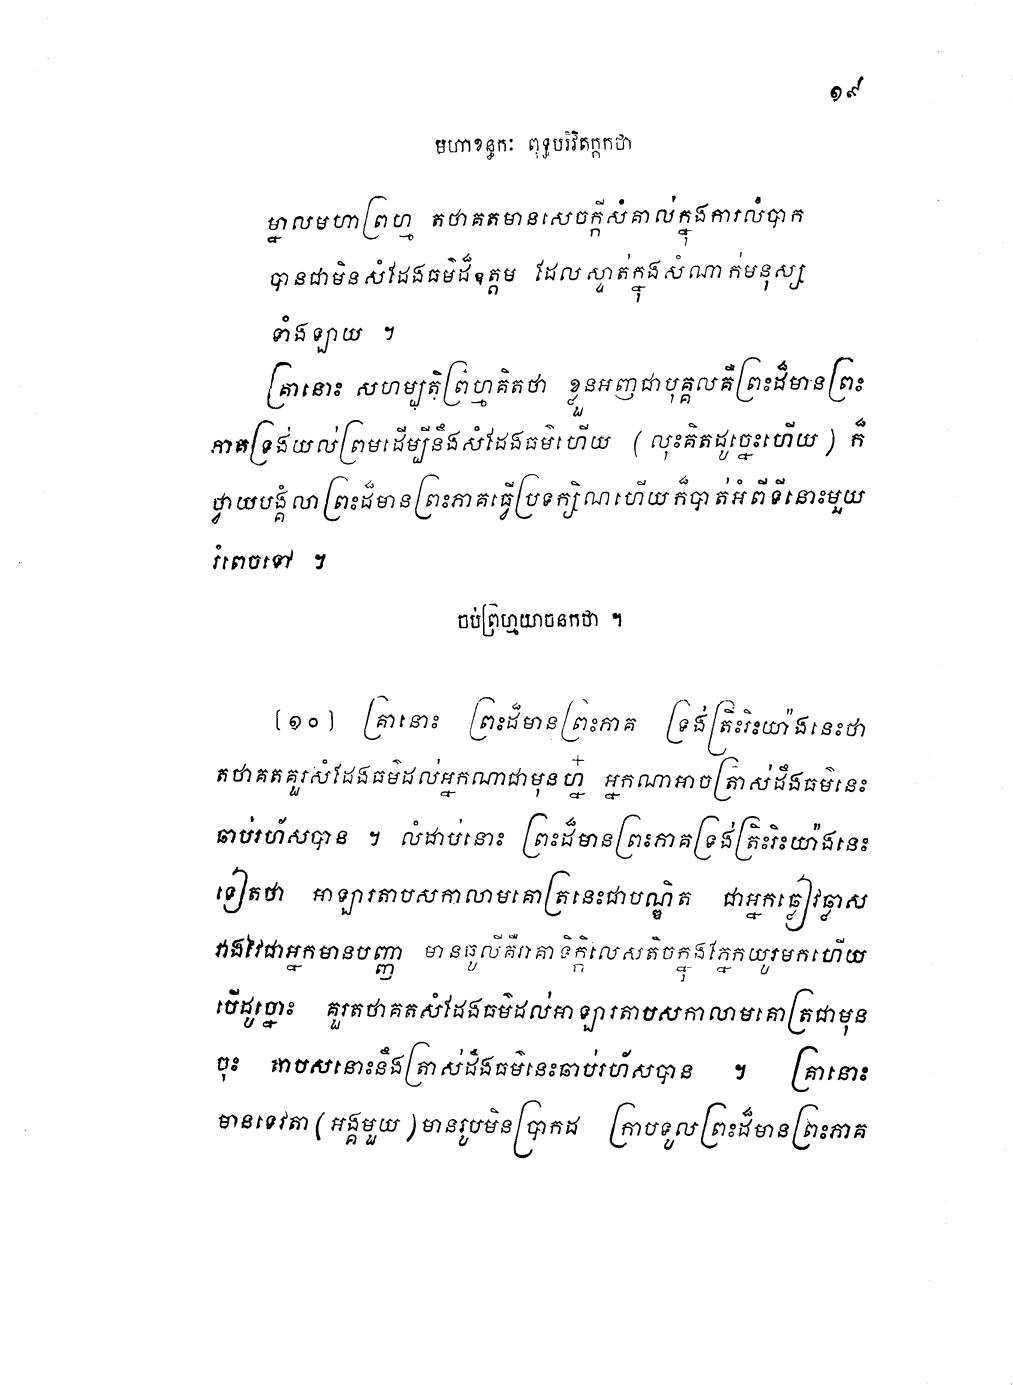 ១៩
មហាខន្ធកៈ ពុទ្ធបរិវិតក្កកថា
ម្នាលមហាព្រហ្ម តថាគតមានសេចក្តីសំគាល់ក្នុងការលំបាក
បានជាមិនសំដែងធម៌ដ៏ឧត្តម ដែលស្ទាត់ក្នុងសំណាក់មនុស្ស
ទាំងឡាយ ។
គ្រានោះ សហម្បតិព្រហ្មគិតថា ខ្លួនអញជាបុគ្គលគឺព្រះដ៏មានព្រះ
ភាគទ្រង់យល់ព្រមដើម្បីនឹងសំដែងធម៌ហើយ (លុះគិតដូច្នេះហើយ) ក៏
ថ្វាយបង្គំលាព្រះដ៏មានព្រះភាគធ្វើប្រទក្សិណហើយក៏បាត់អំពីទីនោះមួយ
រំពេចទៅ ។
ចប់ព្រហ្មយាចនកថា ។
(១០) គ្រានោះ ព្រះដ៏មានព្រះភាគ ទ្រង់ត្រិះរិះយ៉ាងនេះថា
តថាគតគួរសំដែងធម៌ដល់អ្នកណាជាមុនហ្ន៎ អ្នកណាអាចត្រាស់ដឹងធម៌នេះ
ឆាប់រហ័សបាន ។ លំដាប់នោះ ព្រះដ៏មានព្រះភាគទ្រង់ត្រិះរិះយ៉ាងនេះ
ទៀតថា អាឡារតាបសកាលាមគោត្រនេះជាបណ្ឌិត ជាអ្នកឆ្លៀវឆ្លាស
វាងវៃជាអ្នកមានបញ្ញា មានធូលីគឺរាគាទិក្កិលេសតិចក្នុងភ្នែកយូរមកហើយ
បើដូច្នោះ គួរតថាគតសំដែងធម៌ដល់អាឡារតាបសកាលាមគោត្រជាមុន
ចុះ តាបសនោះនឹងត្រាស់ដឹងធម៌នេះឆាប់រហ័សបាន ។ គ្រានោះ
មានទេវតា (អង្គមួយ) មានរូបមិនប្រាកដ ក្រាបទូលព្រះដ៏មានព្រះភាគ